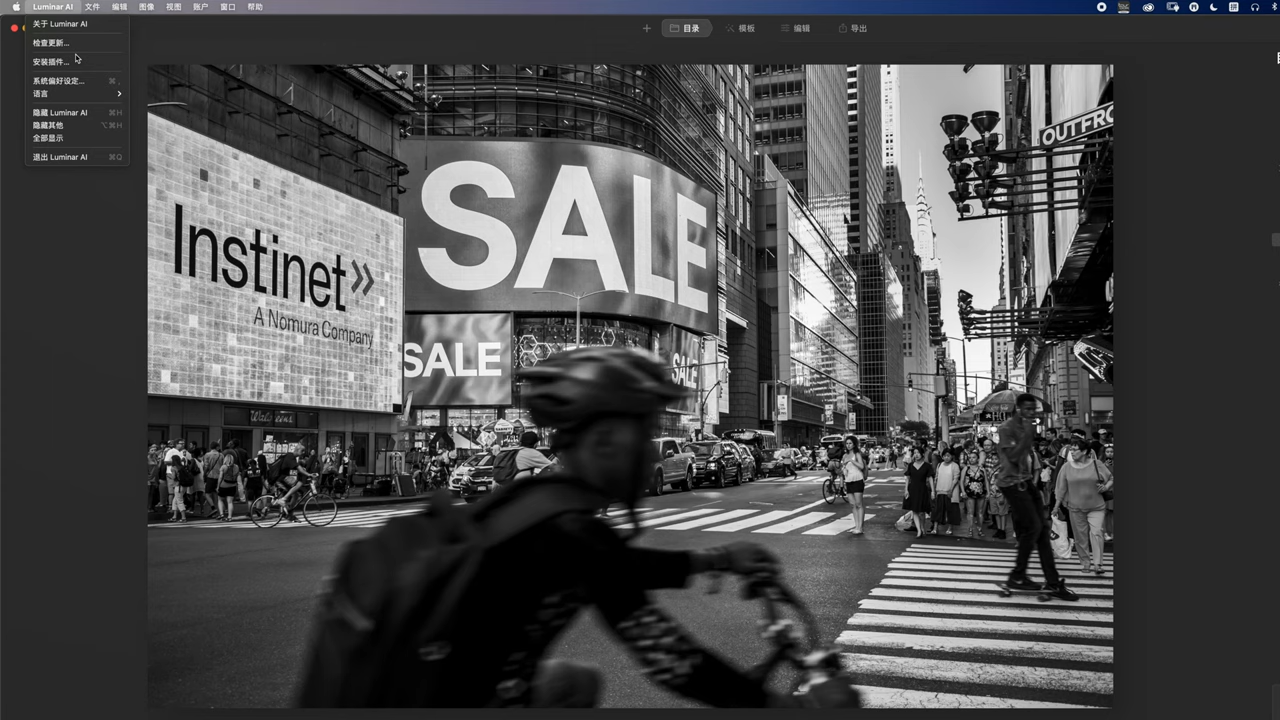 Luminar AI 文件 编辑 图像 视图 账户 窗口 帮助
拼
关于 Luminar AI
检查更新...
安装插件...
系统偏好设定... ⌘ ,
语言
隐藏 Luminar AI ⌘H
隐藏其他 ⌥⌘H
全部显示
退出 Luminar AI ⌘Q
目录 模板 编辑 导出
OUTFRO
SALE
Instinet
A Nomura Company
SALE
SALE
Walgreens